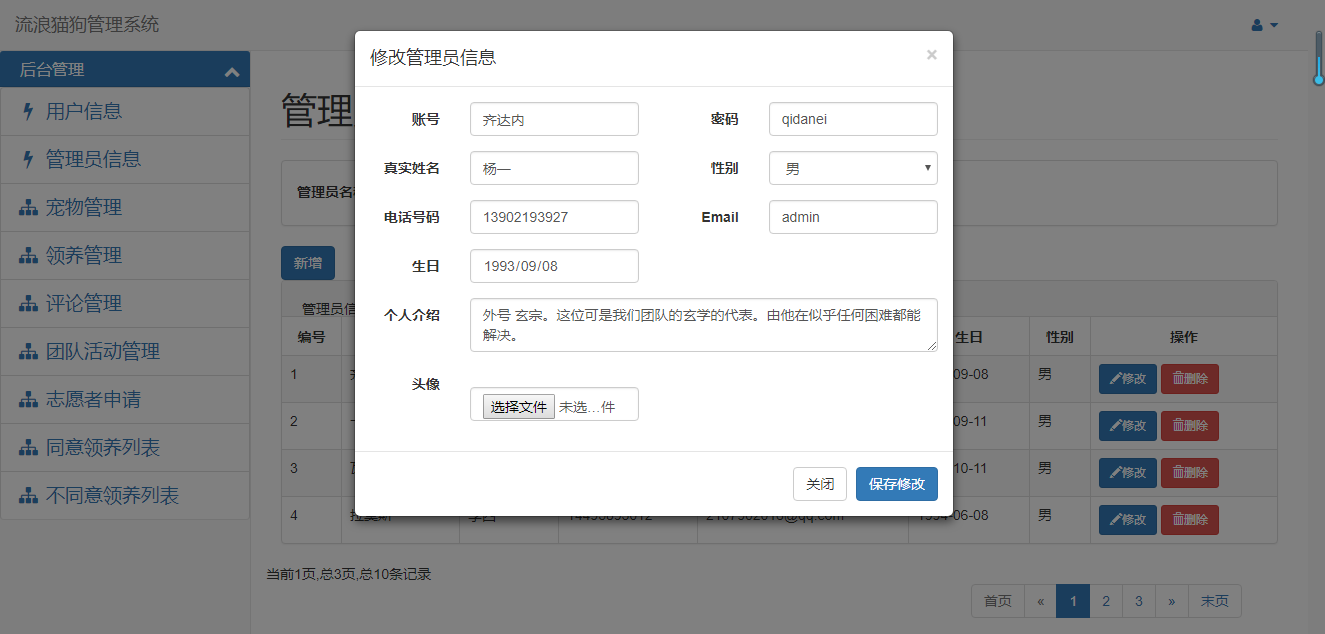 流浪猫狗管理系统
后台管理
用户信息
管理员信息
宠物管理
领养管理
评论管理
团队活动管理
志愿者申请
同意领养列表
不同意领养列表
管理
管理员名
新增
管理员信
修改管理员信息 ×
账号 齐达内 密码 qidanei
真实姓名 杨一 性别 男
电话号码 13902193927 Email admin
生日 1993/09/08
个人介绍 外号 玄宗。这位可是我们团队的玄学的代表。由他在似乎任何困难都能
解决。
头像
选择文件 未选...件
关闭 保存修改
编号 生日 性别 操作
1 09-08 男 修改 删除
2 09-11 男 修改 删除
3 10-11 男 修改 删除
4 06-08 男 修改 删除
当前1页,总3页,总10条记录
首页 « 1 2 3 » 末页